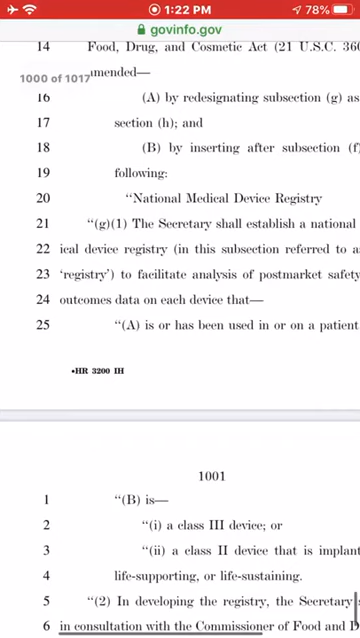 1:22 PM
78%
govinfo.gov
14 Food, Drug, and Cosmetic Act (21 U.S.C. 360
1000 of 1017
amended—
16 (A) by redesignating subsection (g) as
17 section (h); and
18 (B) by inserting after subsection (f
19 following:
20 “National Medical Device Registry
21 “(g)(1) The Secretary shall establish a national
22 ical device registry (in this subsection referred to a
23 ‘registry’) to facilitate analysis of postmarket safety
24 outcomes data on each device that—
25 “(A) is or has been used in or on a patient
•HR 3200 IH
1001
1 “(B) is—
2 “(i) a class III device; or
3 “(ii) a class II device that is implant
4 life-supporting, or life-sustaining.
5 “(2) In developing the registry, the Secretary s
6 in consultation with the Commissioner of Food and D